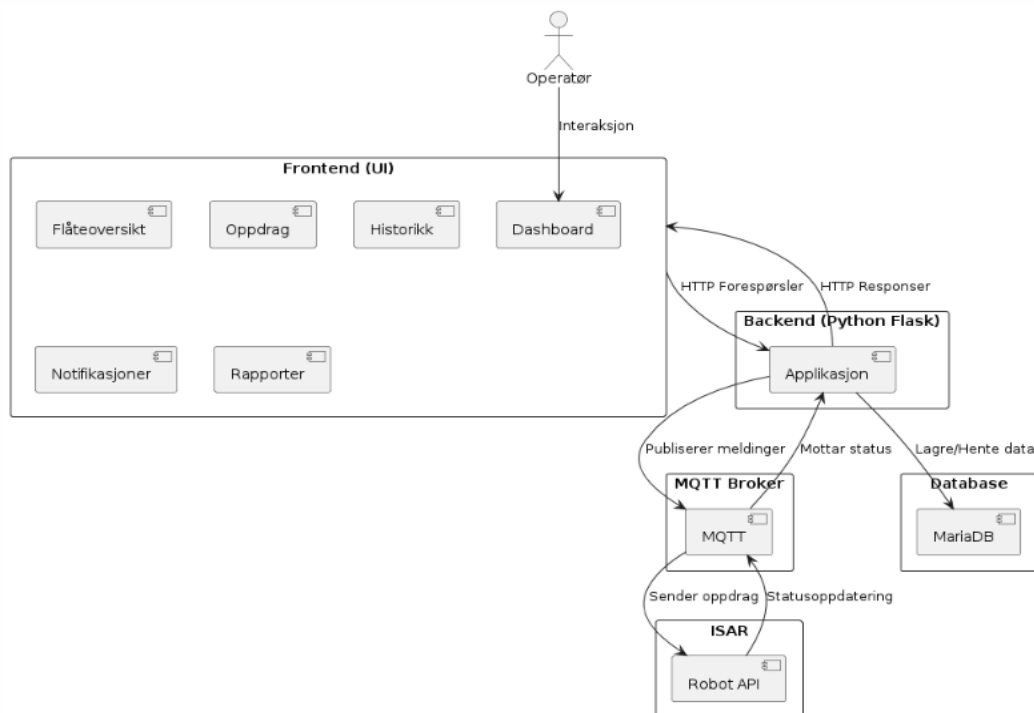 Operatør
Interaksjon
Frontend (UI)
Flåteoversikt
Oppdrag
Historikk
Dashboard
Notifikasjoner
Rapporter
HTTP Forespørsler
HTTP Responser
Backend (Python Flask)
Applikasjon
Publiserer meldinger
Mottar status
Lagre/Hente data
MQTT Broker
MQTT
Database
MariaDB
Sender oppdrag
Statusoppdatering
ISAR
Robot API